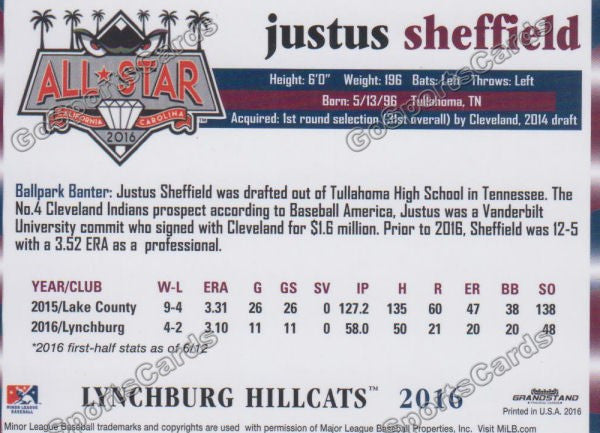 justus sheffield
ALL★STAR
CALIFORNIA CAROLINA
2016
Height: 6'0" Weight: 196 Bats: Left Throws: Left
Born: 5/13/96 Tullahoma, TN
Acquired: 1st round selection (31st overall) by Cleveland, 2014 draft
Ballpark Banter: Justus Sheffield was drafted out of Tullahoma High School in Tennessee. The
No.4 Cleveland Indians prospect according to Baseball America, Justus was a Vanderbilt
University commit who signed with Cleveland for $1.6 million. Prior to 2016, Sheffield was 12-5
with a 3.52 ERA as a professional.
YEAR/CLUB W-L ERA G GS SV IP H R ER BB SO
2015/Lake County 9-4 3.31 26 26 0 127.2 135 60 47 38 138
2016/Lynchburg 4-2 3.10 11 11 0 58.0 50 21 20 20 48
*2016 first-half stats as of 6/12
MINOR LEAGUE
BASEBALL
LYNCHBURG HILLCATS™ 2016
GRANDSTAND
Printed in U.S.A. 2016
Minor League Baseball trademarks and copyrights are used with permission of Major League Baseball Properties, Inc. Visit MiLB.com
GoSportsCards